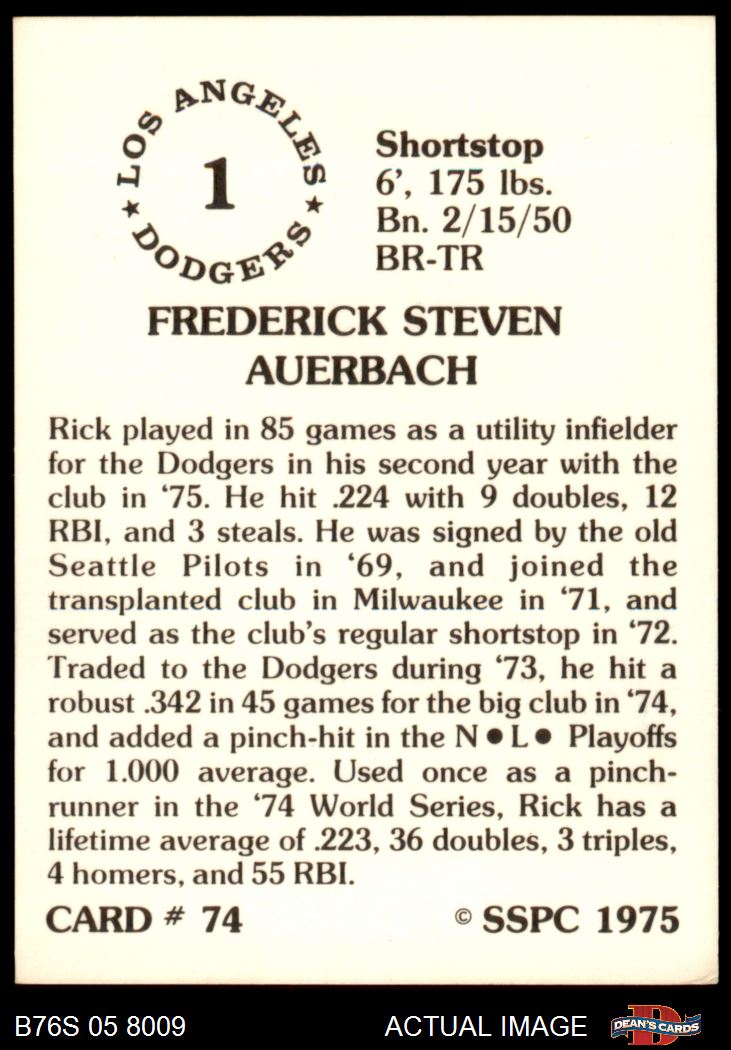 LOS ANGELES
1
★ DODGERS ★
Shortstop
6’, 175 lbs.
Bn. 2/15/50
BR-TR
FREDERICK STEVEN
AUERBACH
Rick played in 85 games as a utility infielder
for the Dodgers in his second year with the
club in ‘75. He hit .224 with 9 doubles, 12
RBI, and 3 steals. He was signed by the old
Seattle Pilots in ‘69, and joined the
transplanted club in Milwaukee in ‘71, and
served as the club’s regular shortstop in ‘72.
Traded to the Dodgers during ‘73, he hit a
robust .342 in 45 games for the big club in ‘74,
and added a pinch-hit in the N●L● Playoffs
for 1.000 average. Used once as a pinch-
runner in the ‘74 World Series, Rick has a
lifetime average of .223, 36 doubles, 3 triples,
4 homers, and 55 RBI.
CARD # 74
© SSPC 1975
B76S 05 8009
ACTUAL IMAGE
D
DEAN'S CARDS